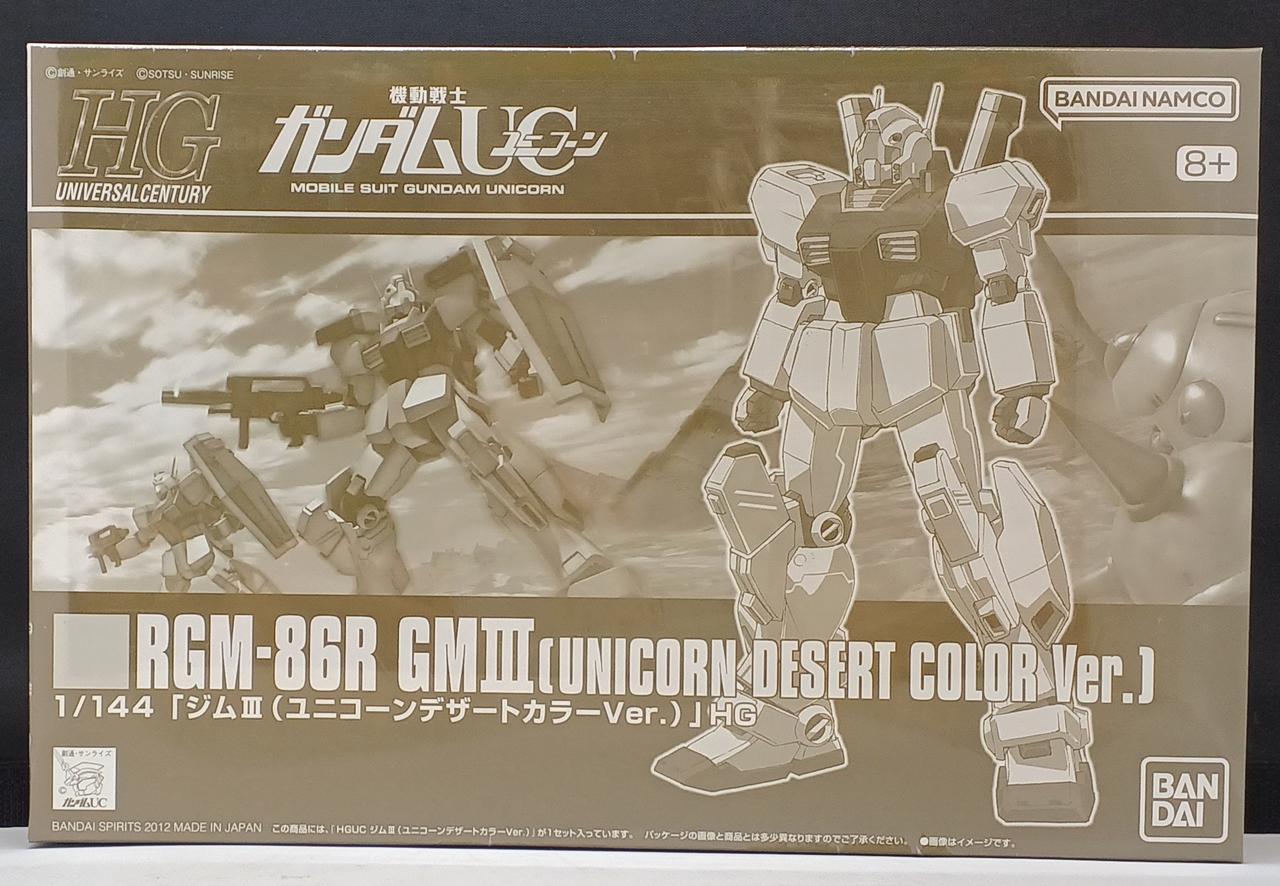 ©創通・サンライズ ©SOTSU・SUNRISE
HG
UNIVERSAL CENTURY
機動戦士
ガンダムUC
ユニコーン
MOBILE SUIT GUNDAM UNICORN
BANDAI NAMCO
8+
RGM-86R GMⅢ(UNICORN DESERT COLOR Ver.)
1/144「ジムⅢ(ユニコーンデザートカラーVer.)」HG
創通・サンライズ
©
ガンダムUC
BANDAI SPIRITS 2012 MADE IN JAPAN この商品には、「HGUC ジムⅢ(ユニコーンデザートカラーVer.)」が1セット入っています。 パッケージの画像と商品とは多少異なりますのでご了承ください。 ●画像はイメージです。
BAN
DAI